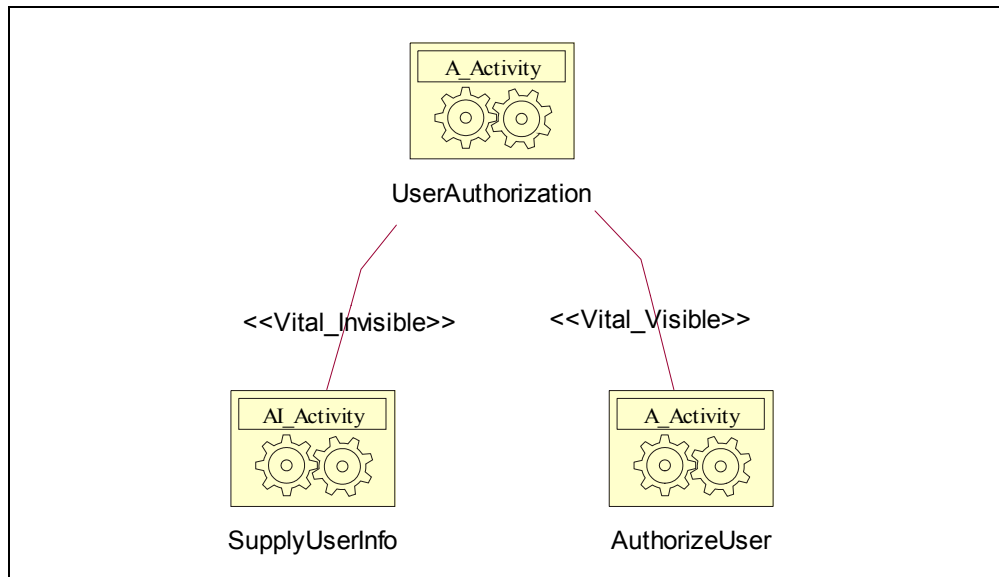 A_Activity
UserAuthorization
<<Vital_Invisible>>
<<Vital_Visible>>
AI_Activity
A_Activity
SupplyUserInfo
AuthorizeUser